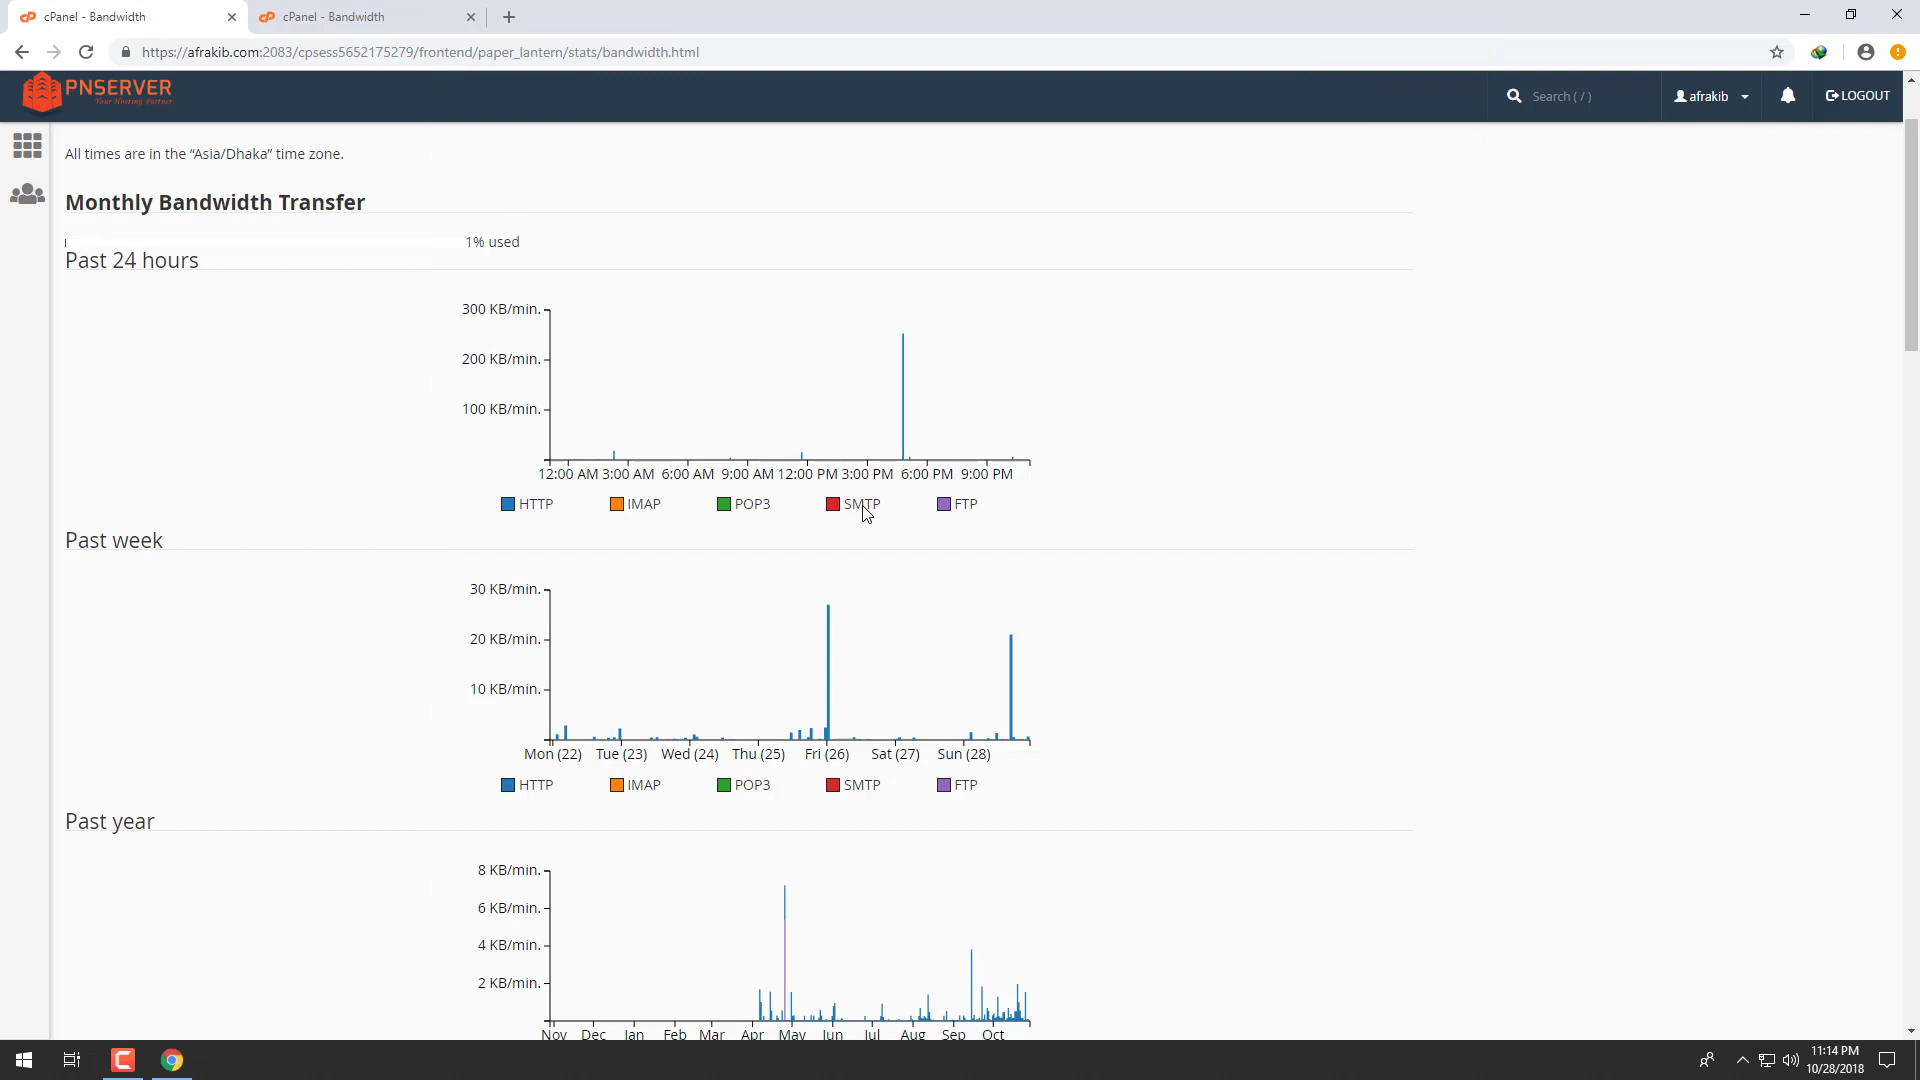 cPanel - Bandwidth
cPanel - Bandwidth
https://afrakib.com:2083/cpsess5652175279/frontend/paper_lantern/stats/bandwidth.html
PNSERVER
Your Hosting Partner
Search ( / )
afrakib
LOGOUT
All times are in the “Asia/Dhaka” time zone.
Monthly Bandwidth Transfer
1% used
Past 24 hours
300 KB/min.
200 KB/min.
100 KB/min.
12:00 AM 3:00 AM 6:00 AM 9:00 AM 12:00 PM 3:00 PM 6:00 PM 9:00 PM
HTTP IMAP POP3 SMTP FTP
Past week
30 KB/min.
20 KB/min.
10 KB/min.
Mon (22) Tue (23) Wed (24) Thu (25) Fri (26) Sat (27) Sun (28)
HTTP IMAP POP3 SMTP FTP
Past year
8 KB/min.
6 KB/min.
4 KB/min.
2 KB/min.
Nov Dec Jan Feb Mar Apr May Jun Jul Aug Sep Oct
11:14 PM
10/28/2018